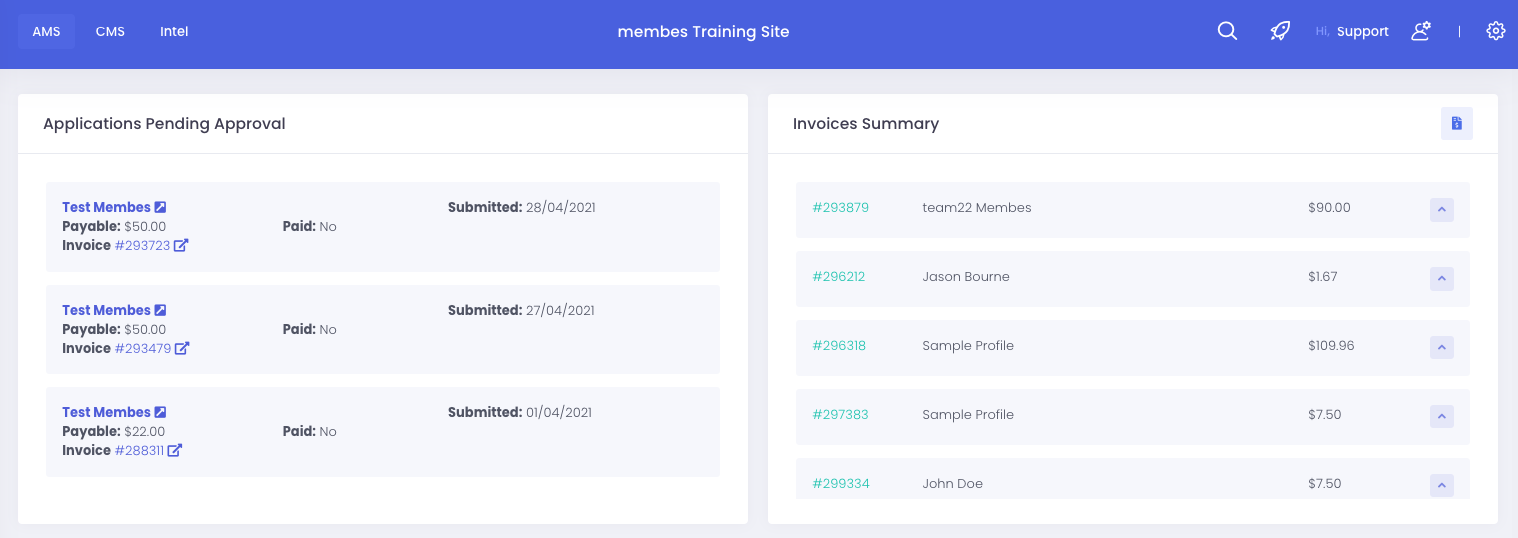 AMS CMS Intel membes Training Site Hi, Support |
Applications Pending Approval
Test Membes Submitted: 28/04/2021
Payable: $50.00 Paid: No
Invoice #293723
Test Membes Submitted: 27/04/2021
Payable: $50.00 Paid: No
Invoice #293479
Test Membes Submitted: 01/04/2021
Payable: $22.00 Paid: No
Invoice #288311
Invoices Summary
#293879 team22 Membes $90.00
#296212 Jason Bourne $1.67
#296318 Sample Profile $109.96
#297383 Sample Profile $7.50
#299334 John Doe $7.50